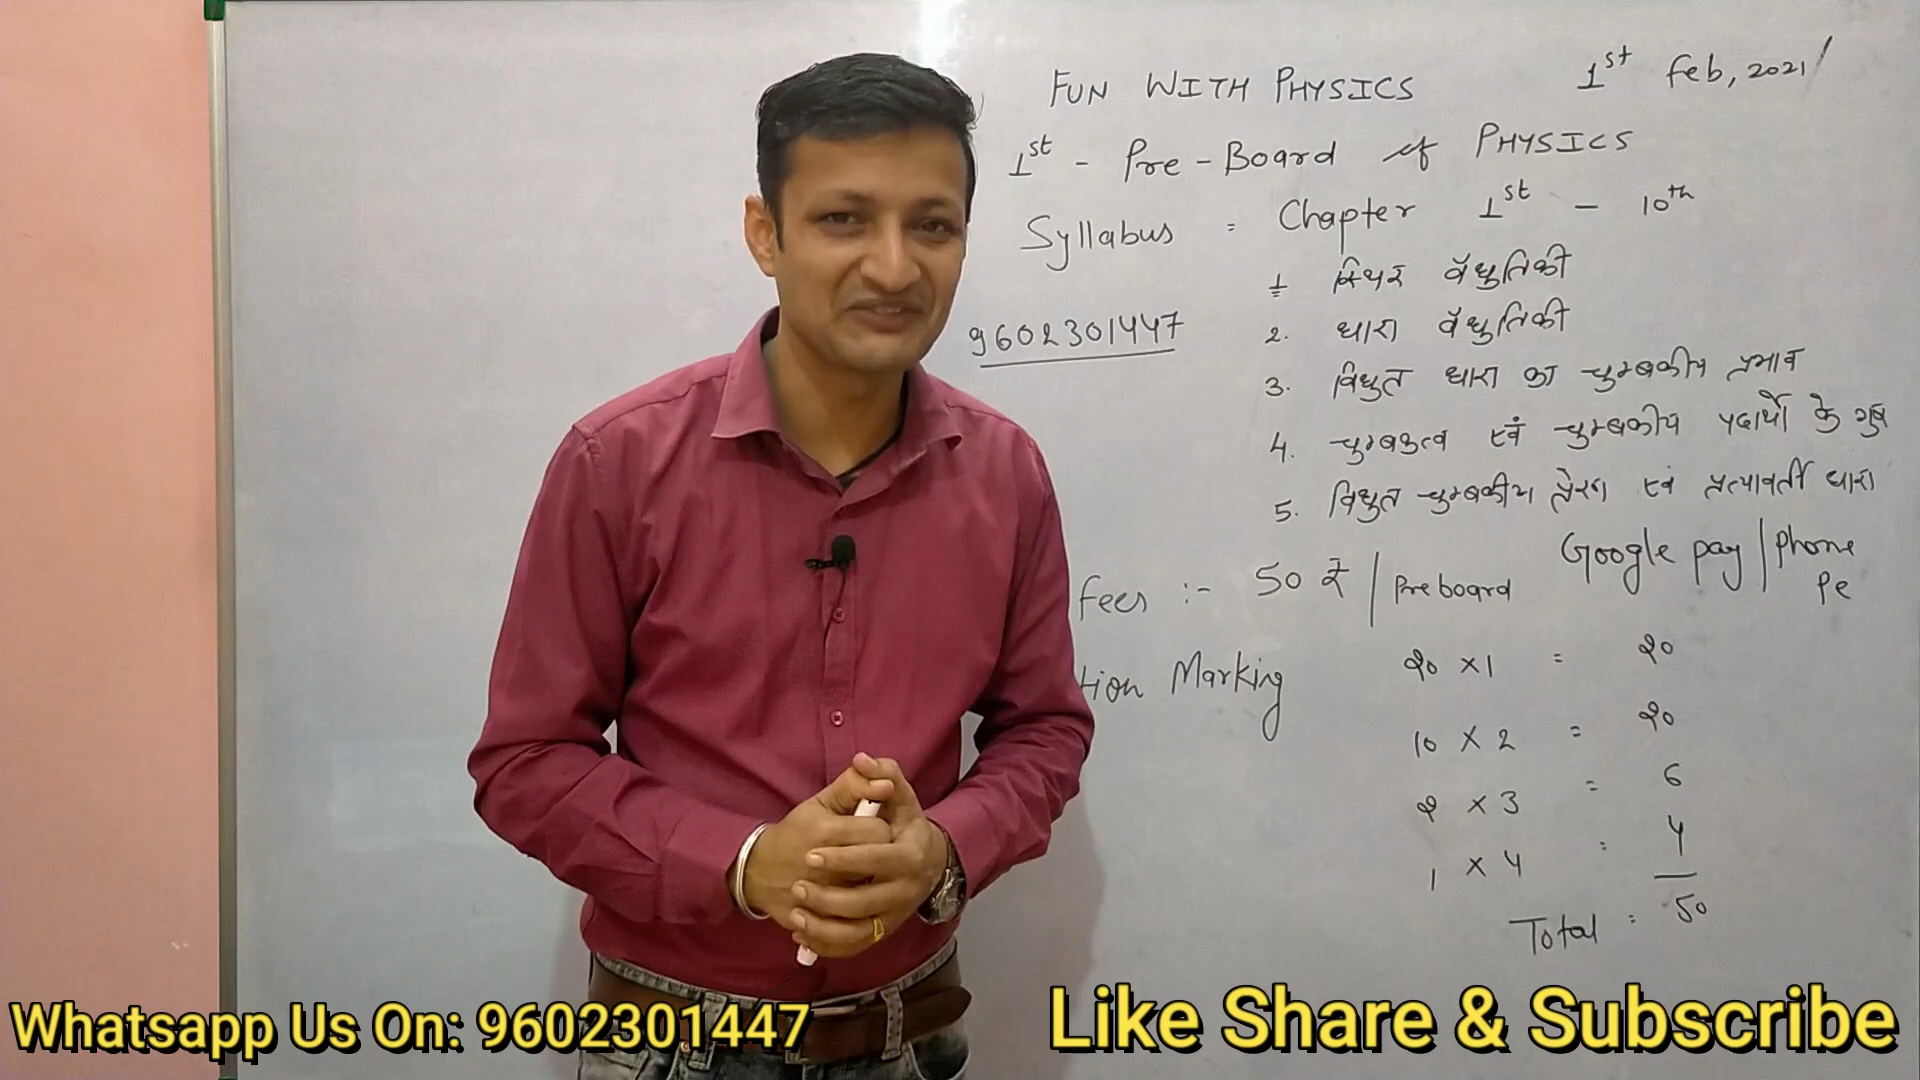 FUN WITH PHYSICS 1st Feb, 2021/
1st - Pre-Board of PHYSICS
Syllabus = Chapter 1st - 10th
1 स्थिर वैधुतिकी
9602301447
2. धारा वैधुतिकी
3. विधुत धारा का चुम्बकीय प्रभाव
4. चुम्बकत्व एवं चुम्बकीय पदार्थो के गुण
5. विधुत चुम्बकीय प्रेरण एवं प्रत्यावर्ती धारा
Fees :- 50 ₹ / Preboard Google pay / Phone Pe
tion Marking 20 x 1 = 20
10 x 2 = 20
2 x 3 = 6
1 x 4 = 4
Total = 50
Whatsapp Us On: 9602301447
Like Share & Subscribe